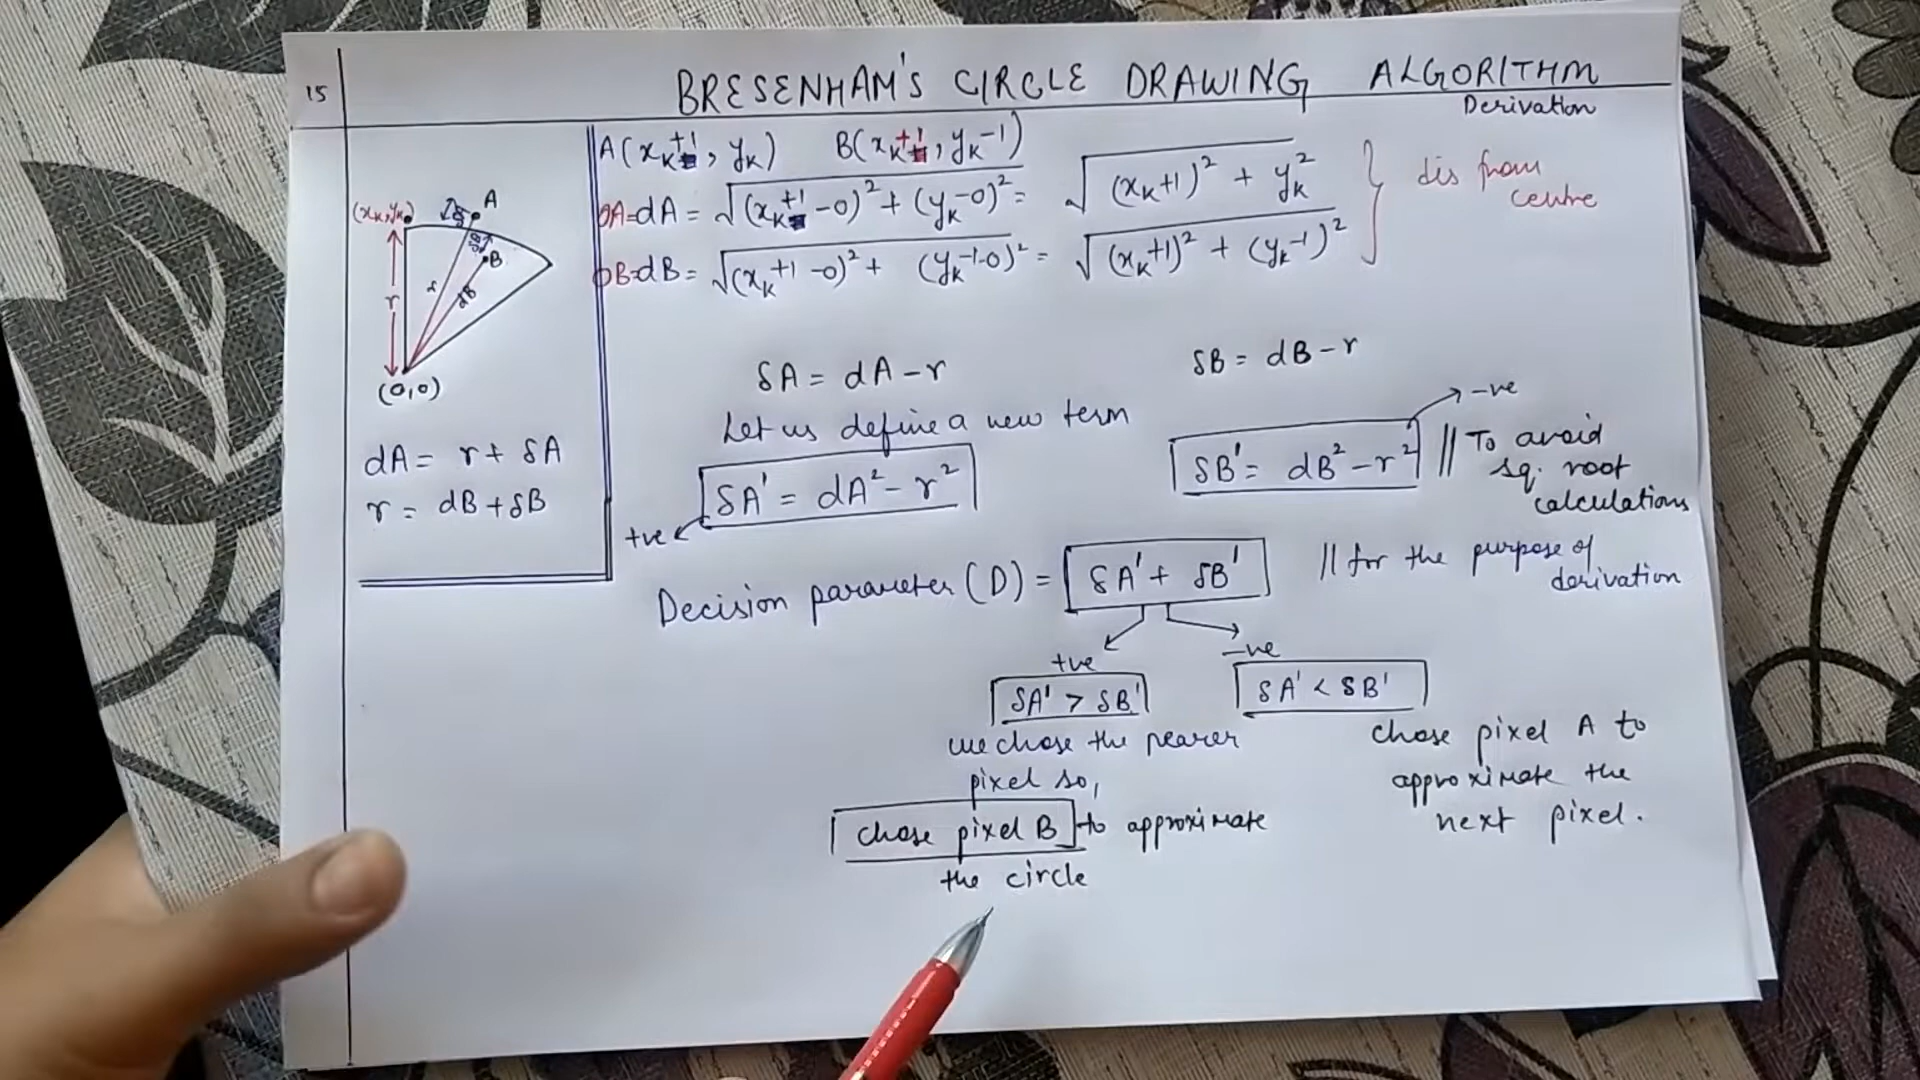 15
BRESENHAM'S CIRCLE DRAWING ALGORITHM
Derivation
A(xₖ+1, yₖ) B(xₖ+1, yₖ-1)
OA=dA = √((xₖ+1 -0)² + (yₖ-0)²) = √((xₖ+1)² + yₖ²)
OB=dB = √((xₖ+1 -0)² + (yₖ-1-0)²) = √((xₖ+1)² + (yₖ-1)²)
dis from
centre
(xₖ,yₖ)
A
δA
δB
B
r
r
dB
(0,0)
dA = r + δA
r = dB + δB
δA = dA - r
δB = dB - r
Let us define a new term
-ve
δA' = dA² - r²
δB' = dB² - r² // To avoid
sq. root
calculations
+ve
Decision parameter (D) = δA' + δB' // for the purpose of
derivation
+ve -ve
δA' > δB' δA' < δB'
we chose the nearer
pixel so,
chose pixel B to approximate
the circle
chose pixel A to
approximate the
next pixel.